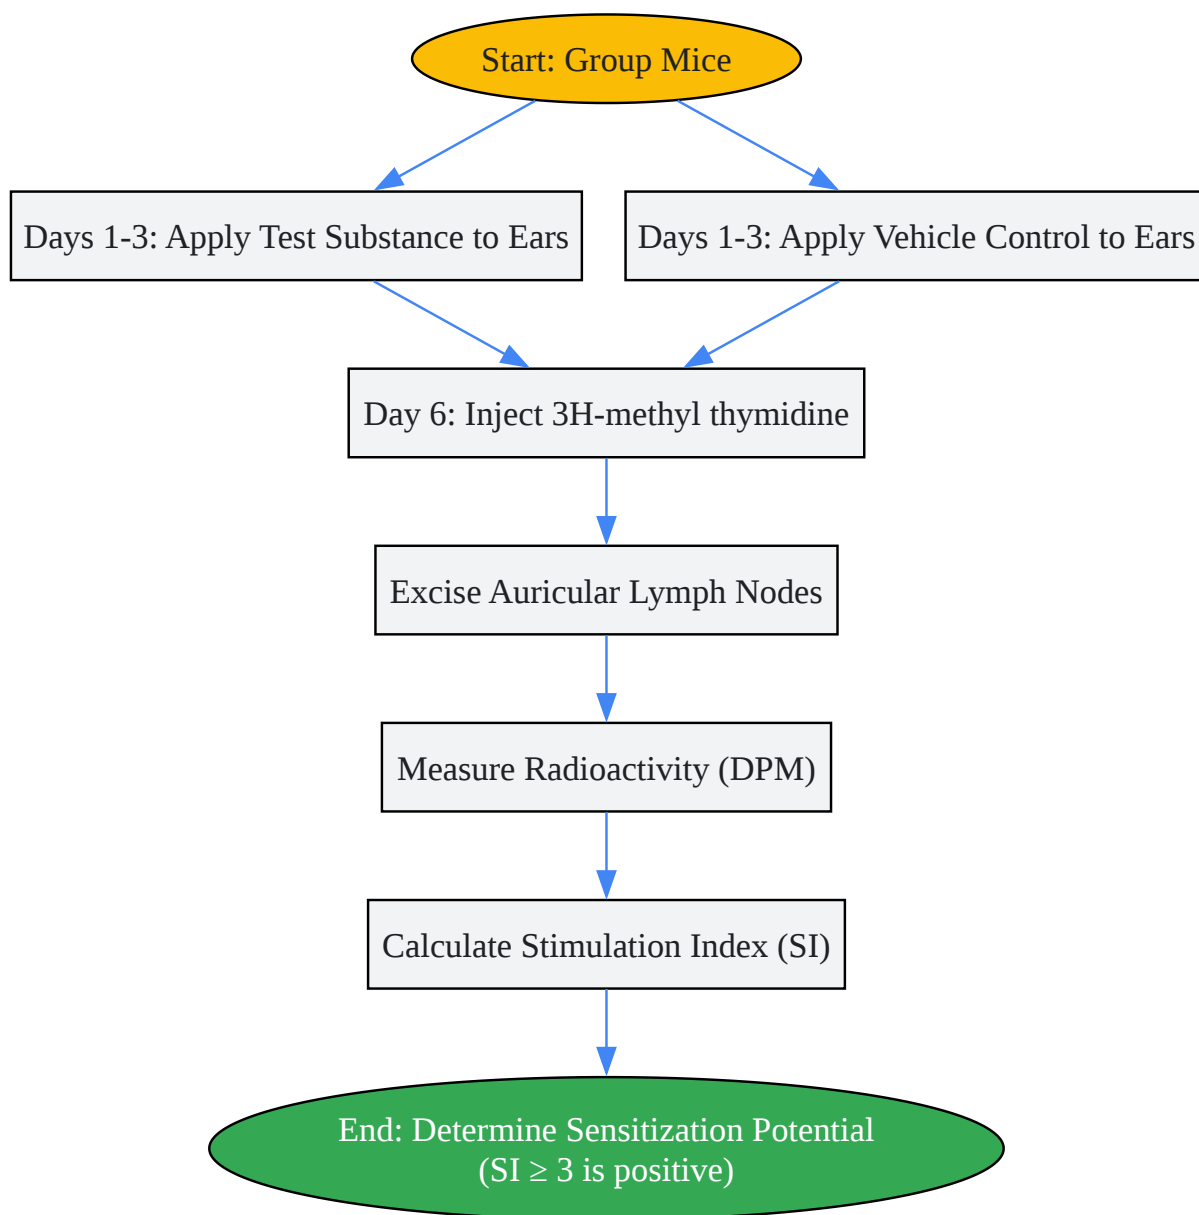 Start: Group Mice
Days 1-3: Apply Test Substance to Ears
Days 1-3: Apply Vehicle Control to Ears
Day 6: Inject 3H-methyl thymidine
Excise Auricular Lymph Nodes
Measure Radioactivity (DPM)
Calculate Stimulation Index (SI)
End: Determine Sensitization Potential
(SI ≥ 3 is positive)